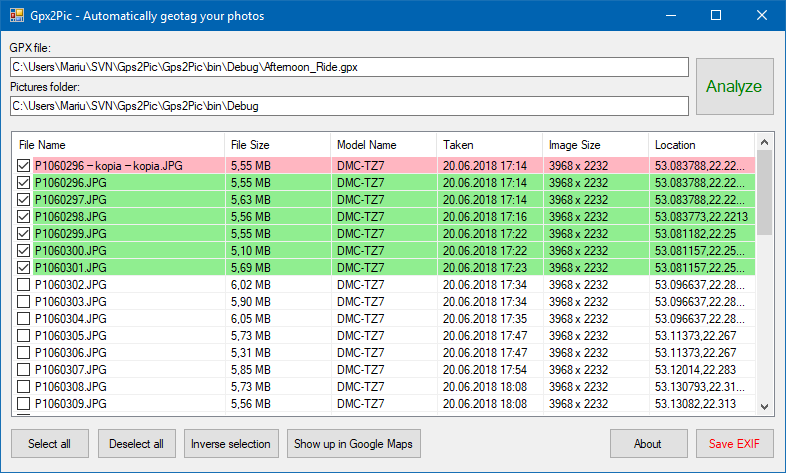 Gpx2Pic - Automatically geotag your photos
GPX file:
C:\Users\Mariu\SVN\Gps2Pic\Gps2Pic\bin\Debug\Afternoon_Ride.gpx
Pictures folder:
C:\Users\Mariu\SVN\Gps2Pic\Gps2Pic\bin\Debug
Analyze
File Name File Size Model Name Taken Image Size Location
P1060296 – kopia – kopia.JPG 5,55 MB DMC-TZ7 20.06.2018 17:14 3968 x 2232 53.083788,22.22...
P1060296.JPG 5,55 MB DMC-TZ7 20.06.2018 17:14 3968 x 2232 53.083788,22.22...
P1060297.JPG 5,63 MB DMC-TZ7 20.06.2018 17:14 3968 x 2232 53.083788,22.22...
P1060298.JPG 5,56 MB DMC-TZ7 20.06.2018 17:16 3968 x 2232 53.083773,22.2213
P1060299.JPG 5,55 MB DMC-TZ7 20.06.2018 17:22 3968 x 2232 53.081182,22.25
P1060300.JPG 5,10 MB DMC-TZ7 20.06.2018 17:22 3968 x 2232 53.081157,22.25...
P1060301.JPG 5,69 MB DMC-TZ7 20.06.2018 17:23 3968 x 2232 53.081157,22.25...
P1060302.JPG 6,02 MB DMC-TZ7 20.06.2018 17:34 3968 x 2232 53.096637,22.28...
P1060303.JPG 5,90 MB DMC-TZ7 20.06.2018 17:34 3968 x 2232 53.096637,22.28...
P1060304.JPG 6,05 MB DMC-TZ7 20.06.2018 17:35 3968 x 2232 53.096637,22.28...
P1060305.JPG 5,73 MB DMC-TZ7 20.06.2018 17:47 3968 x 2232 53.11373,22.267
P1060306.JPG 5,31 MB DMC-TZ7 20.06.2018 17:47 3968 x 2232 53.11373,22.267
P1060307.JPG 5,85 MB DMC-TZ7 20.06.2018 17:54 3968 x 2232 53.12014,22.283
P1060308.JPG 5,73 MB DMC-TZ7 20.06.2018 18:08 3968 x 2232 53.130793,22.31...
P1060309.JPG 5,56 MB DMC-TZ7 20.06.2018 18:08 3968 x 2232 53.13082,22.313
Select all Deselect all Inverse selection Show up in Google Maps About Save EXIF